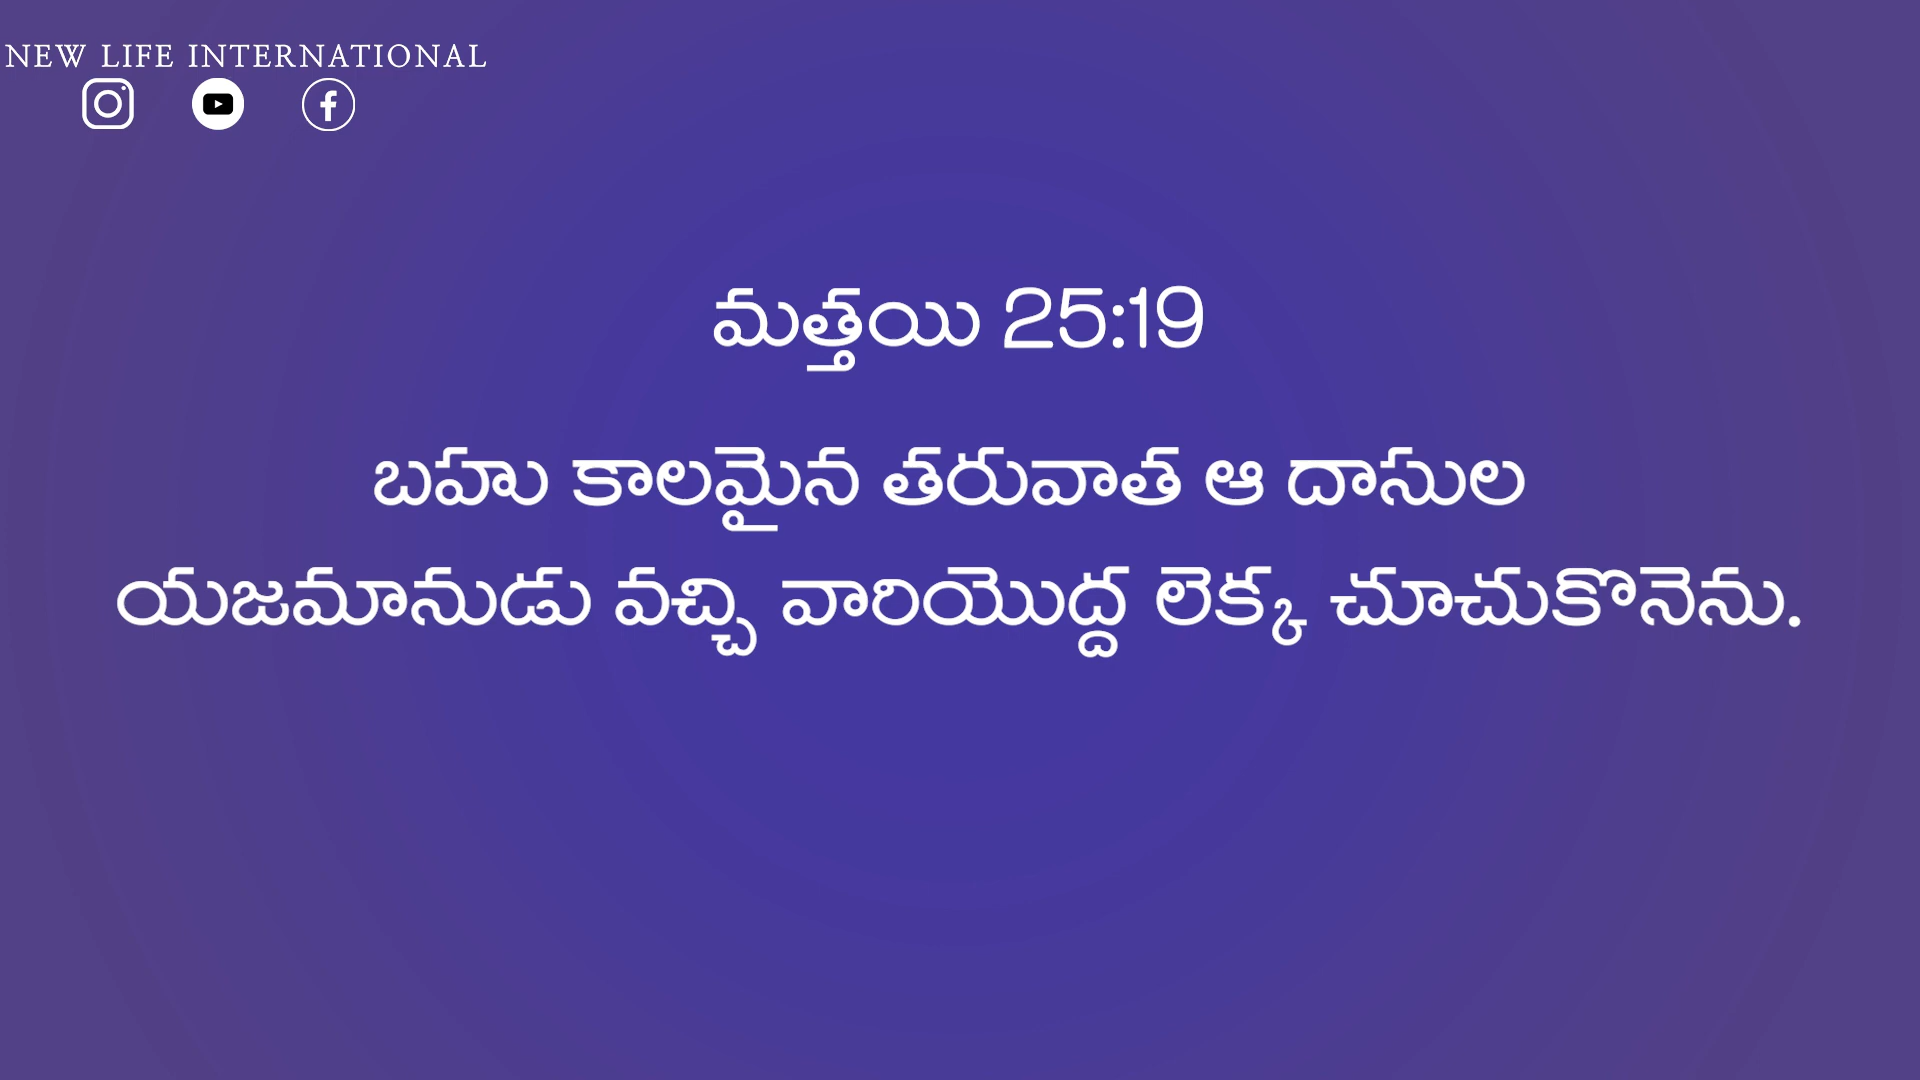 NEW LIFE INTERNATIONAL
మత్తయి 25:19
బహు కాలమైన తరువాత ఆ దాసుల
యజమానుడు వచ్చి వారియొద్ద లెక్క చూచుకొనెను.